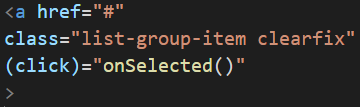 <a href="#"
class="list-group-item clearfix"
(click)="onSelected()"
>